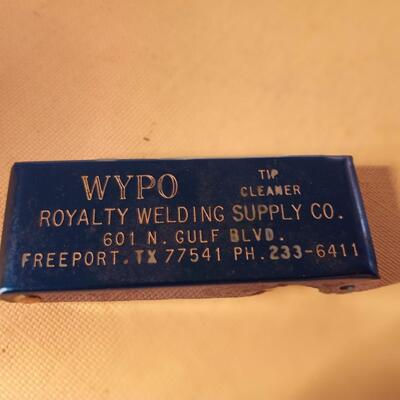 WYPO TIP CLEANER
ROYALTY WELDING SUPPLY CO.
601 N. GULF BLVD.
FREEPORT, TX 77541 PH. 233-6411